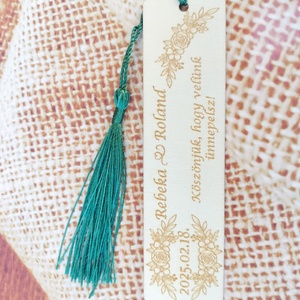 Rebeka & Roland
Köszönjük, hogy velünk
ünnepelsz!
2025.02.18.